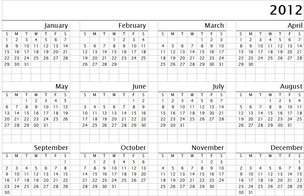 2012
January
S M T W T F S
1 2 3 4 5 6 7
8 9 10 11 12 13 14
15 16 17 18 19 20 21
22 23 24 25 26 27 28
29 30 31
February
S M T W T F S
1 2 3 4
5 6 7 8 9 10 11
12 13 14 15 16 17 18
19 20 21 22 23 24 25
26 27 28 29
March
S M T W T F S
1 2 3
4 5 6 7 8 9 10
11 12 13 14 15 16 17
18 19 20 21 22 23 24
25 26 27 28 29 30 31
April
S M T W T F S
1 2 3 4 5 6 7
8 9 10 11 12 13 14
15 16 17 18 19 20 21
22 23 24 25 26 27 28
29 30
May
S M T W T F S
1 2 3 4 5
6 7 8 9 10 11 12
13 14 15 16 17 18 19
20 21 22 23 24 25 26
27 28 29 30 31
June
S M T W T F S
1 2
3 4 5 6 7 8 9
10 11 12 13 14 15 16
17 18 19 20 21 22 23
24 25 26 27 28 29 30
July
S M T W T F S
1 2 3 4 5 6 7
8 9 10 11 12 13 14
15 16 17 18 19 20 21
22 23 24 25 26 27 28
29 30 31
August
S M T W T F S
1 2 3 4
5 6 7 8 9 10 11
12 13 14 15 16 17 18
19 20 21 22 23 24 25
26 27 28 29 30 31
September
S M T W T F S
1
2 3 4 5 6 7 8
9 10 11 12 13 14 15
16 17 18 19 20 21 22
23 24 25 26 27 28 29
30
October
S M T W T F S
1 2 3 4 5 6
7 8 9 10 11 12 13
14 15 16 17 18 19 20
21 22 23 24 25 26 27
28 29 30 31
November
S M T W T F S
1 2 3
4 5 6 7 8 9 10
11 12 13 14 15 16 17
18 19 20 21 22 23 24
25 26 27 28 29 30
December
S M T W T F S
1
2 3 4 5 6 7 8
9 10 11 12 13 14 15
16 17 18 19 20 21 22
23 24 25 26 27 28 29
30 31